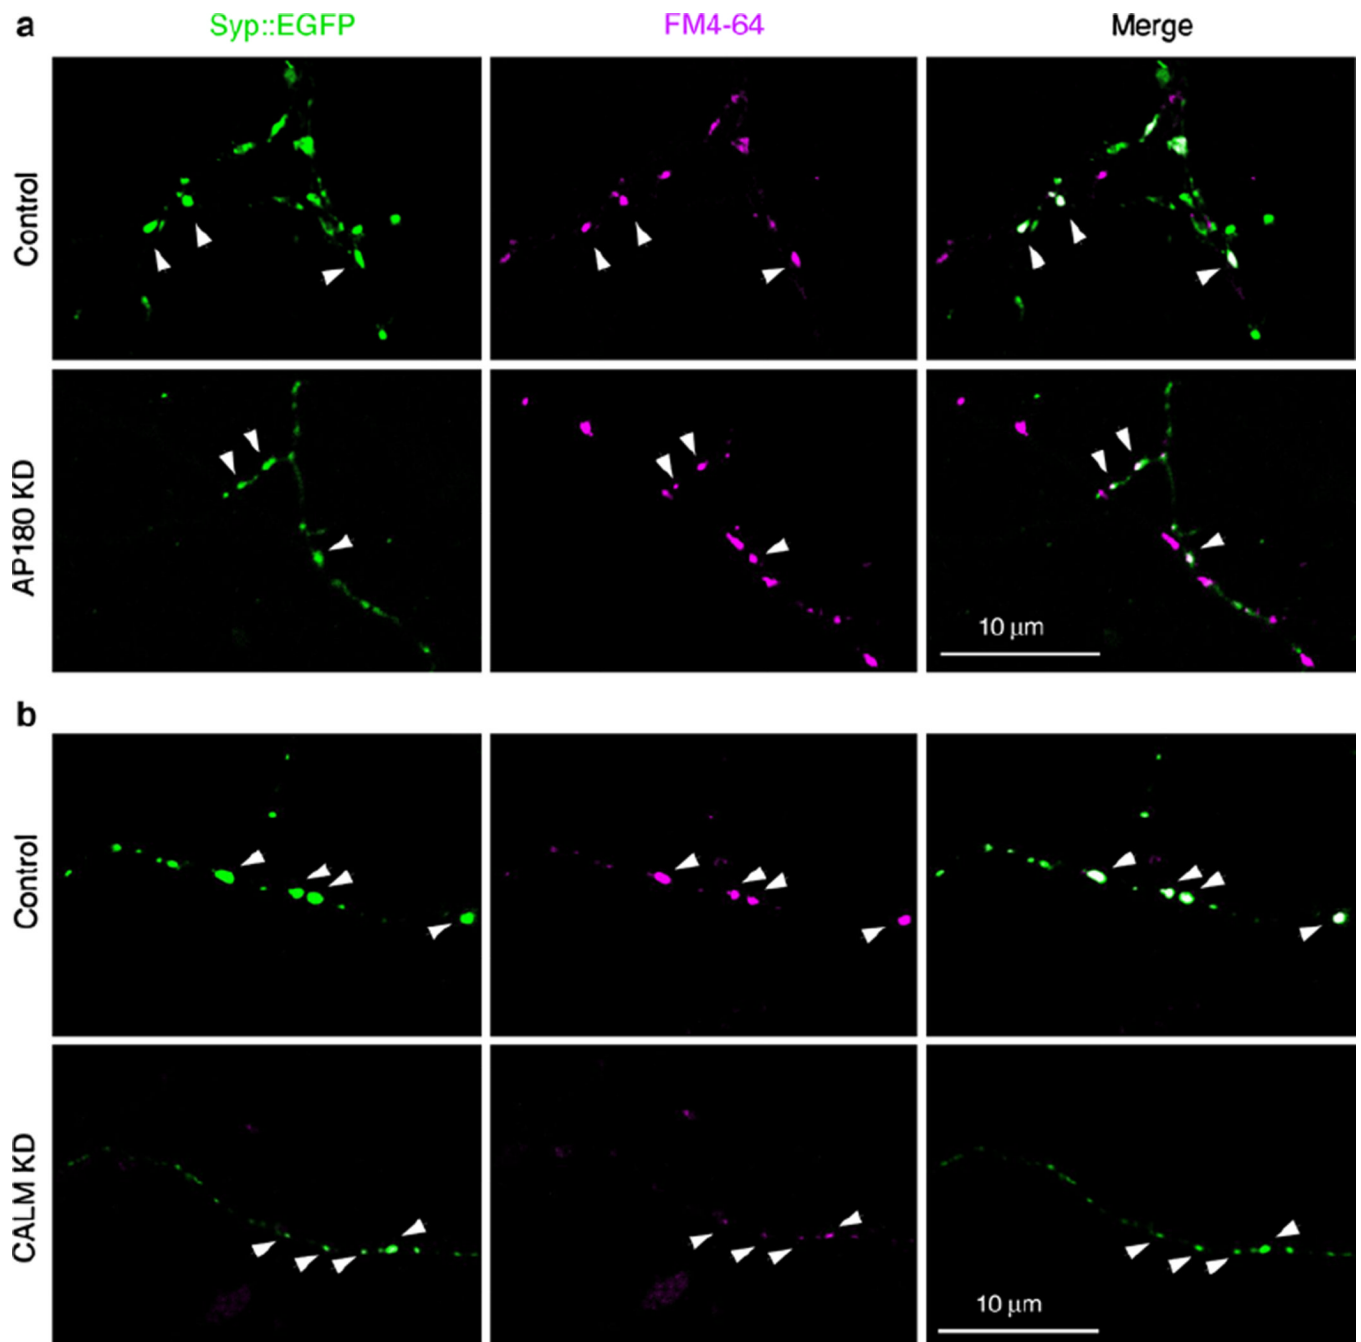 a
Syp::EGFP
FM4-64
Merge
Control
AP180 KD
10 μm
b
Control
CALM KD
10 μm